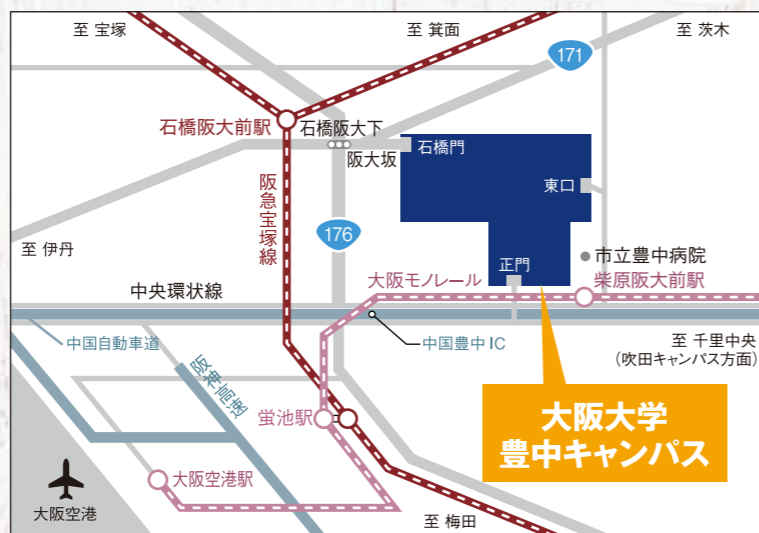 至 宝塚
至 箕面
至 茨木
171
石橋阪大前駅
石橋阪大下
阪大坂
石橋門
東口
阪急宝塚線
176
至 伊丹
正門
市立豊中病院
大阪モノレール
柴原阪大前駅
中央環状線
中国自動車道
中国豊中IC
至 千里中央
(吹田キャンパス方面)
阪神高速
蛍池駅
大阪大学
豊中キャンパス
大阪空港駅
大阪空港
至 梅田